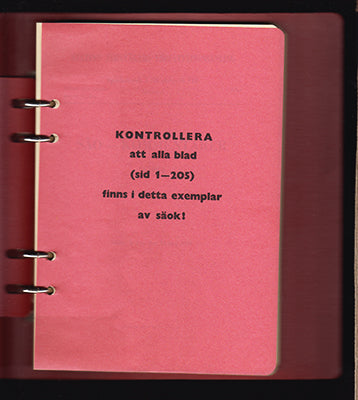 KONTROLLERA
att alla blad
(sid 1—205)
finns i detta exemplar
av säok!